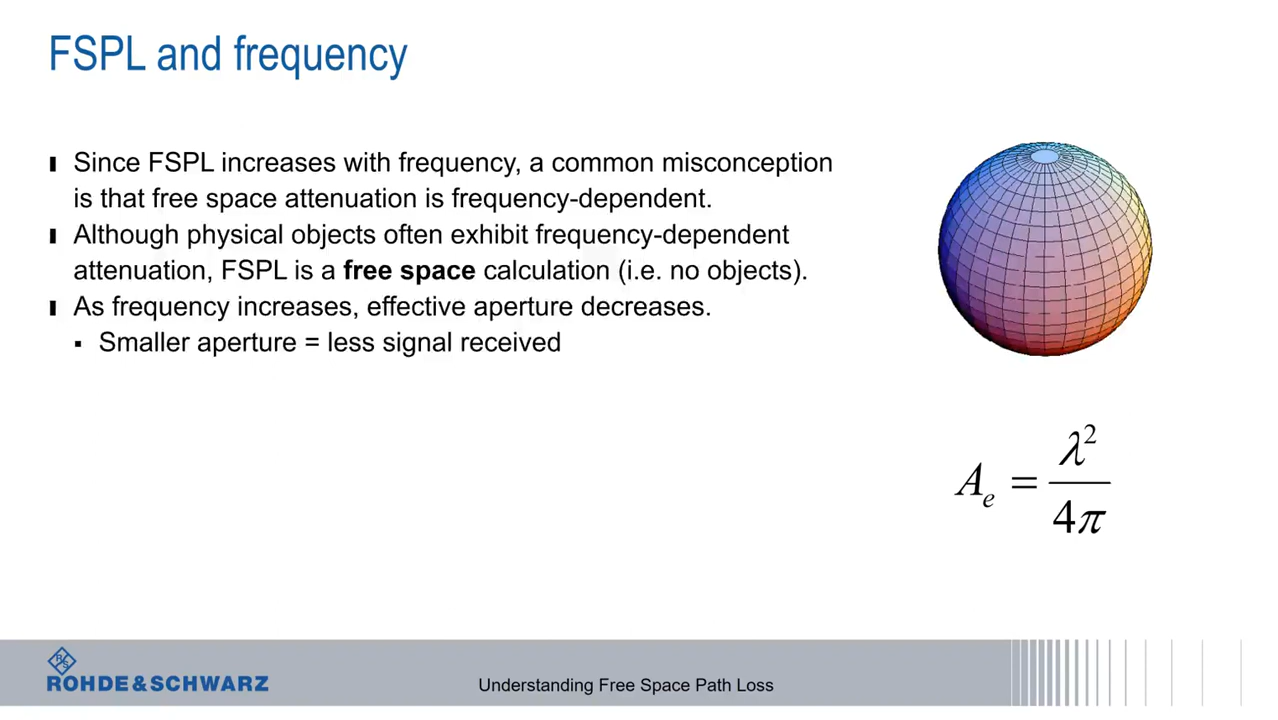 FSPL and frequency
Since FSPL increases with frequency, a common misconception
is that free space attenuation is frequency-dependent.
Although physical objects often exhibit frequency-dependent
attenuation, FSPL is a free space calculation (i.e. no objects).
As frequency increases, effective aperture decreases.
Smaller aperture = less signal received
A_e = λ² / 4π
R&S
ROHDE & SCHWARZ
Understanding Free Space Path Loss